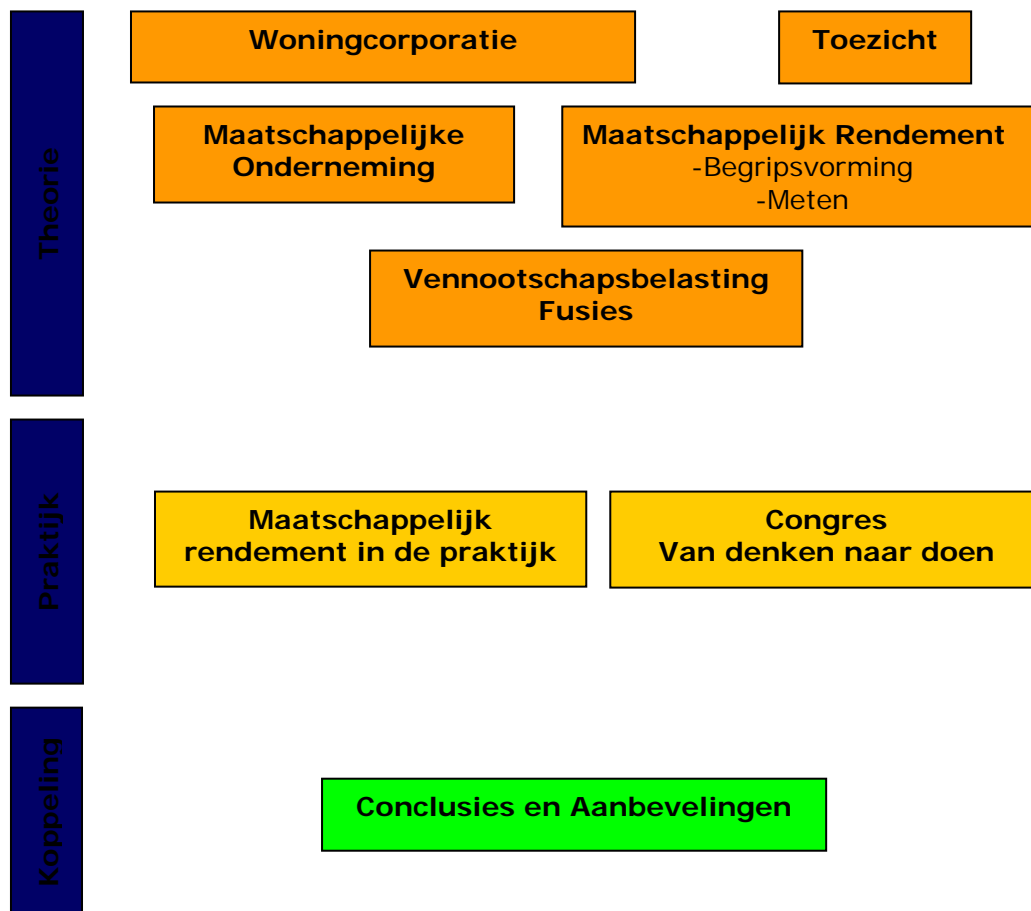 Theorie
Woningcorporatie
Toezicht
Maatschappelijke
Onderneming
Maatschappelijk Rendement
-Begripsvorming
-Meten
Vennootschapsbelasting
Fusies
Praktijk
Maatschappelijk
rendement in de praktijk
Congres
Van denken naar doen
Koppeling
Conclusies en Aanbevelingen